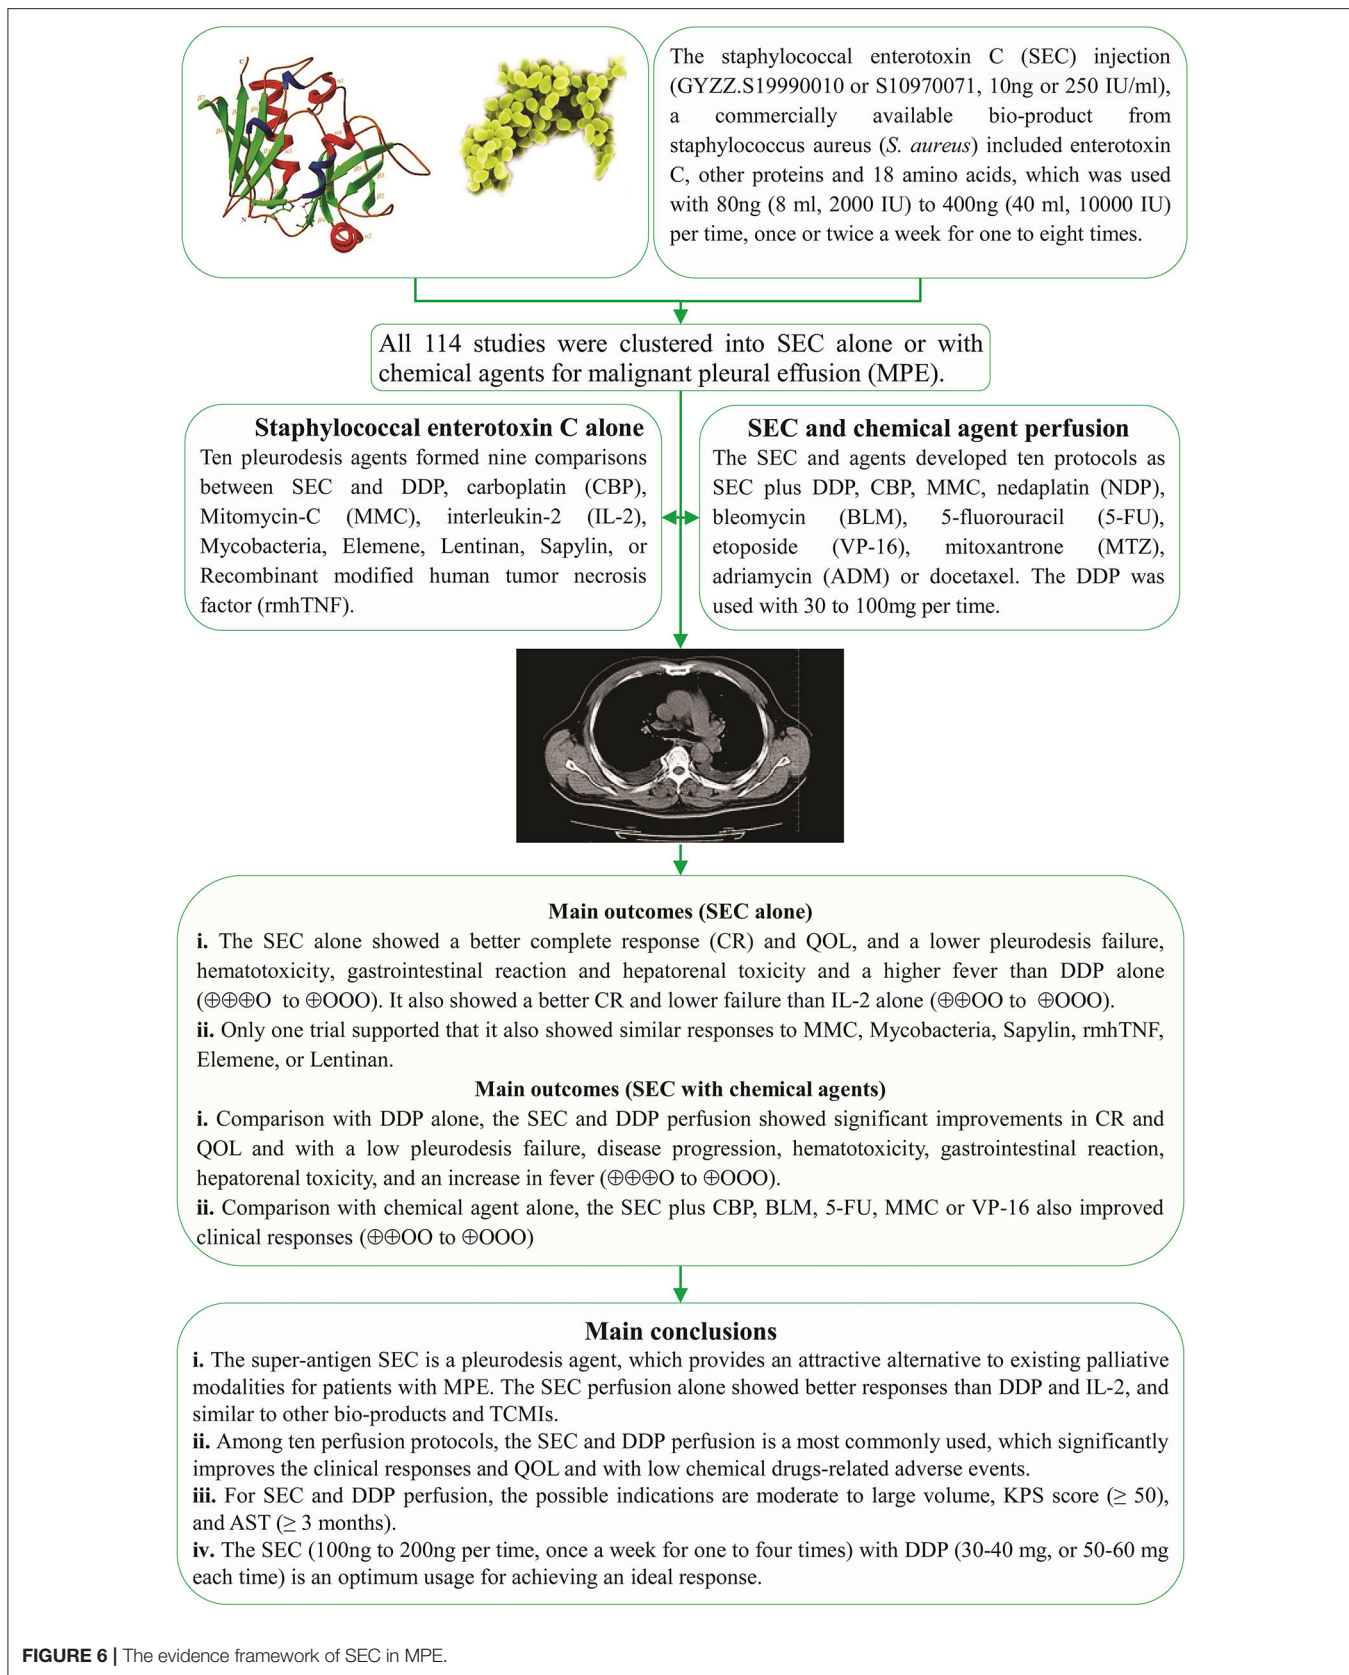 The staphylococcal enterotoxin C (SEC) injection
(GYZZ.S19990010 or S10970071, 10ng or 250 IU/ml),
a commercially available bio-product from
staphylococcus aureus (S. aureus) included enterotoxin
C, other proteins and 18 amino acids, which was used
with 80ng (8 ml, 2000 IU) to 400ng (40 ml, 10000 IU)
per time, once or twice a week for one to eight times.
All 114 studies were clustered into SEC alone or with
chemical agents for malignant pleural effusion (MPE).
Staphylococcal enterotoxin C alone
Ten pleurodesis agents formed nine comparisons
between SEC and DDP, carboplatin (CBP),
Mitomycin-C (MMC), interleukin-2 (IL-2),
Mycobacteria, Elemene, Lentinan, Sapylin, or
Recombinant modified human tumor necrosis
factor (rmhTNF).
SEC and chemical agent perfusion
The SEC and agents developed ten protocols as
SEC plus DDP, CBP, MMC, nedaplatin (NDP),
bleomycin (BLM), 5-fluorouracil (5-FU),
etoposide (VP-16), mitoxantrone (MTZ),
adriamycin (ADM) or docetaxel. The DDP was
used with 30 to 100mg per time.
Main outcomes (SEC alone)
i. The SEC alone showed a better complete response (CR) and QOL, and a lower pleurodesis failure,
hematotoxicity, gastrointestinal reaction and hepatorenal toxicity and a higher fever than DDP alone
(⊕⊕⊕O to ⊕OOO). It also showed a better CR and lower failure than IL-2 alone (⊕⊕OO to ⊕OOO).
ii. Only one trial supported that it also showed similar responses to MMC, Mycobacteria, Sapylin, rmhTNF,
Elemene, or Lentinan.
Main outcomes (SEC with chemical agents)
i. Comparison with DDP alone, the SEC and DDP perfusion showed significant improvements in CR and
QOL and with a low pleurodesis failure, disease progression, hematotoxicity, gastrointestinal reaction,
hepatorenal toxicity, and an increase in fever (⊕⊕⊕O to ⊕OOO).
ii. Comparison with chemical agent alone, the SEC plus CBP, BLM, 5-FU, MMC or VP-16 also improved
clinical responses (⊕⊕OO to ⊕OOO)
Main conclusions
i. The super-antigen SEC is a pleurodesis agent, which provides an attractive alternative to existing palliative
modalities for patients with MPE. The SEC perfusion alone showed better responses than DDP and IL-2, and
similar to other bio-products and TCMIs.
ii. Among ten perfusion protocols, the SEC and DDP perfusion is a most commonly used, which significantly
improves the clinical responses and QOL and with low chemical drugs-related adverse events.
iii. For SEC and DDP perfusion, the possible indications are moderate to large volume, KPS score (≥ 50),
and AST (≥ 3 months).
iv. The SEC (100ng to 200ng per time, once a week for one to four times) with DDP (30-40 mg, or 50-60 mg
each time) is an optimum usage for achieving an ideal response.
FIGURE 6 | The evidence framework of SEC in MPE.